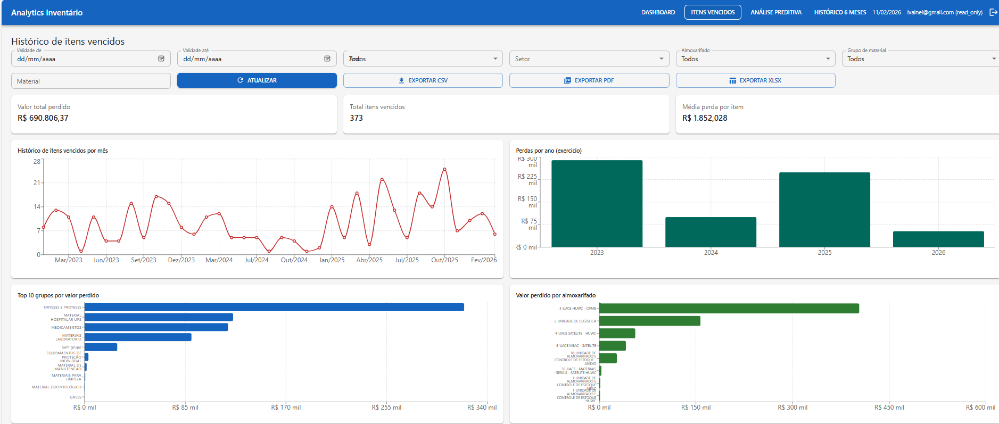 Analytics Inventário
DASHBOARD
ITENS VENCIDOS
ANÁLISE PREDITIVA
HISTÓRICO 6 MESES
11/02/2026
ivalnei@gmail.com (read_only)
Histórico de itens vencidos
Validade de
dd/mm/aaaa
Validade até
dd/mm/aaaa
Todos
Setor
Almoxarifado
Todos
Grupo de material
Todos
Material
ATUALIZAR
EXPORTAR CSV
PDF
EXPORTAR PDF
EXPORTAR XLSX
Valor total perdido
R$ 690.806,37
Total itens vencidos
373
Média perda por item
R$ 1.852,028
Histórico de itens vencidos por mês
28
21
14
7
0
Mar/2023
Jun/2023
Set/2023
Dez/2023
Mar/2024
Jul/2024
Out/2024
Jan/2025
Abr/2025
Jul/2025
Out/2025
Fev/2026
Perdas por ano (exercício)
R$ 300
mil
R$ 225
mil
R$ 150
mil
R$ 75
mil
R$ 0 mil
2023
2024
2025
2026
Top 10 grupos por valor perdido
ORTESES E PROTESES
MATERIAL
HOSPITALAR UPS
MEDICAMENTOS
MATERIAIS
LABORATORIO
Sem grupo
EQUIPAMENTOS DE
PROTEÇÃO
INDIVIDUAL
MATERIAL DE
MANUTENCAO
MATERIAIS PARA
LIMPEZA
MATERIAL ODONTOLÓGICO
GASES
R$ 0 mil
R$ 85 mil
R$ 170 mil
R$ 255 mil
R$ 340 mil
Valor perdido por almoxarifado
3-UACE HUWC - OPME
2-UNIDADE DE LOGÍSTICA
4-UACE SATÉLITE - HUWC
3-UACE MEAC - SATÉLITE
18-UNIDADE DE
ALMOXARIFADO E
CONTROLE DE ESTOQUE -
ANEXO
36-UACE - MATERIAIS
GERAIS - SATÉLITE HUWC
1-UNIDADE DE
ALMOXARIFADO E
CONTROLE DE ESTOQUE
MEAC
1-UNIDADE DE
ALMOXARIFADO E
CONTROLE DE ESTOQUE
HUWC
R$ 0 mil
R$ 150 mil
R$ 300 mil
R$ 450 mil
R$ 600 mil